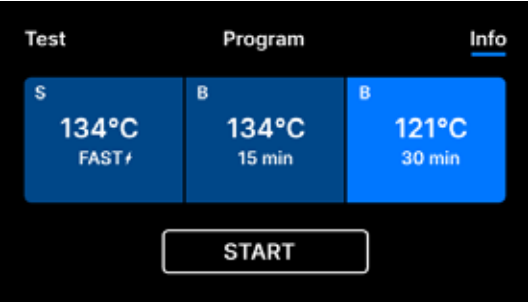 Test Program Info
S B B
134°C 134°C 121°C
FAST⚡ 15 min 30 min
START